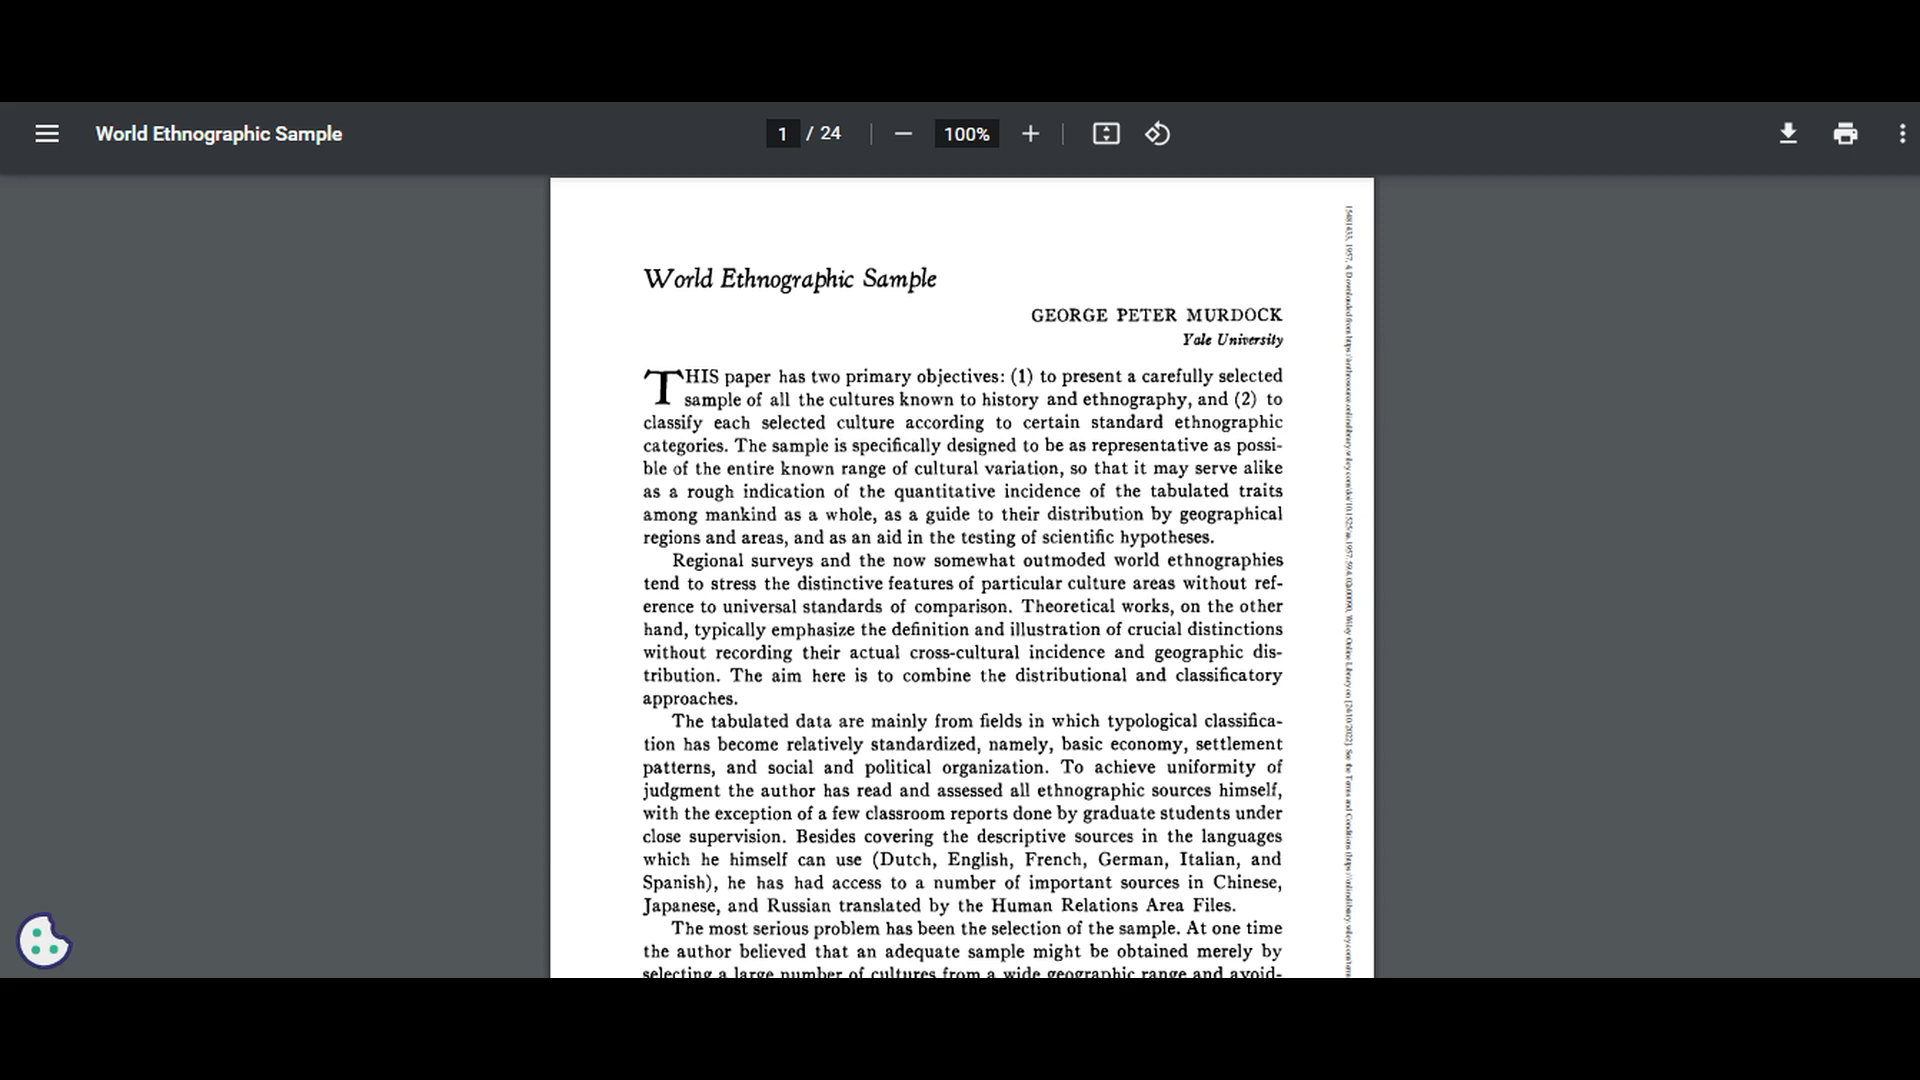 World Ethnographic Sample
1 / 24
100%
World Ethnographic Sample
GEORGE PETER MURDOCK
Yale University
THIS paper has two primary objectives: (1) to present a carefully selected
sample of all the cultures known to history and ethnography, and (2) to
classify each selected culture according to certain standard ethnographic
categories. The sample is specifically designed to be as representative as possi-
ble of the entire known range of cultural variation, so that it may serve alike
as a rough indication of the quantitative incidence of the tabulated traits
among mankind as a whole, as a guide to their distribution by geographical
regions and areas, and as an aid in the testing of scientific hypotheses.
Regional surveys and the now somewhat outmoded world ethnographies
tend to stress the distinctive features of particular culture areas without ref-
erence to universal standards of comparison. Theoretical works, on the other
hand, typically emphasize the definition and illustration of crucial distinctions
without recording their actual cross-cultural incidence and geographic dis-
tribution. The aim here is to combine the distributional and classificatory
approaches.
The tabulated data are mainly from fields in which typological classifica-
tion has become relatively standardized, namely, basic economy, settlement
patterns, and social and political organization. To achieve uniformity of
judgment the author has read and assessed all ethnographic sources himself,
with the exception of a few classroom reports done by graduate students under
close supervision. Besides covering the descriptive sources in the languages
which he himself can use (Dutch, English, French, German, Italian, and
Spanish), he has had access to a number of important sources in Chinese,
Japanese, and Russian translated by the Human Relations Area Files.
The most serious problem has been the selection of the sample. At one time
the author believed that an adequate sample might be obtained merely by
selecting a large number of cultures from a wide geographic range and avoid-